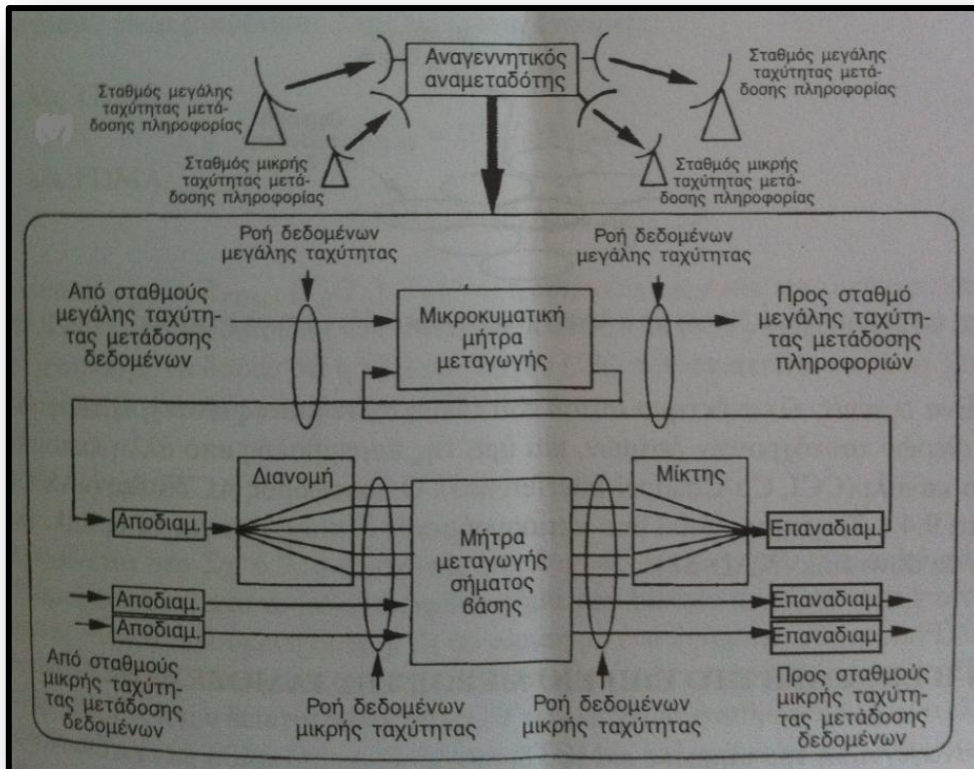 Αναγεννητικός
αναμεταδότης
Σταθμός μεγάλης
ταχύτητας μετά-
δοσης πληροφορίας
Σταθμός μεγάλης
ταχύτητας μετά-
δοσης πληροφορίας
Σταθμός μικρής
ταχύτητας μετά-
δοσης πληροφορίας
Σταθμός μικρής
ταχύτητας μετά-
δοσης πληροφορίας
Ροή δεδομένων
μεγάλης ταχύτητας
Ροή δεδομένων
μεγάλης ταχύτητας
Από σταθμούς
μεγάλης ταχύτη-
τας μετάδοσης
δεδομένων
Μικροκυματική
μήτρα
μεταγωγής
Προς σταθμό
μεγάλης ταχύτη-
τας μετάδοσης
πληροφοριών
Διανομή
Μίκτης
Αποδιαμ.
Μήτρα
μεταγωγής
σήματος
βάσης
Επαναδιαμ.
Αποδιαμ.
Επαναδιαμ.
Αποδιαμ.
Επαναδιαμ.
Από σταθμούς
μικρής ταχύτη-
τας μετάδοσης
δεδομένων
Ροή δεδομένων
μικρής ταχύτητας
Ροή δεδομένων
μικρής ταχύτητας
Προς σταθμούς
μικρής ταχύτη-
τας μετάδοσης
δεδομένων